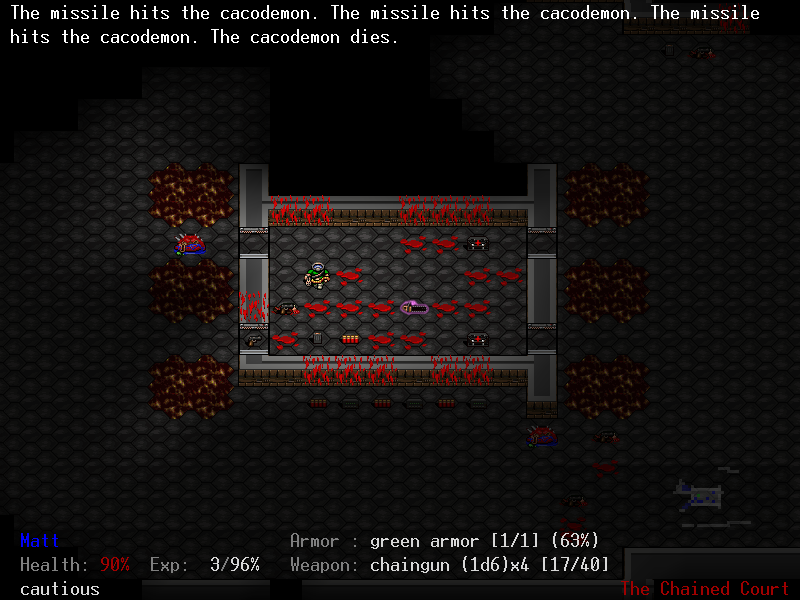 The missile hits the cacodemon. The missile hits the cacodemon. The missile
hits the cacodemon. The cacodemon dies.
Matt
Armor : green armor [1/1] (63%)
Health: 90% Exp: 3/96% Weapon: chaingun (1d6)x4 [17/40]
cautious
The Chained Court